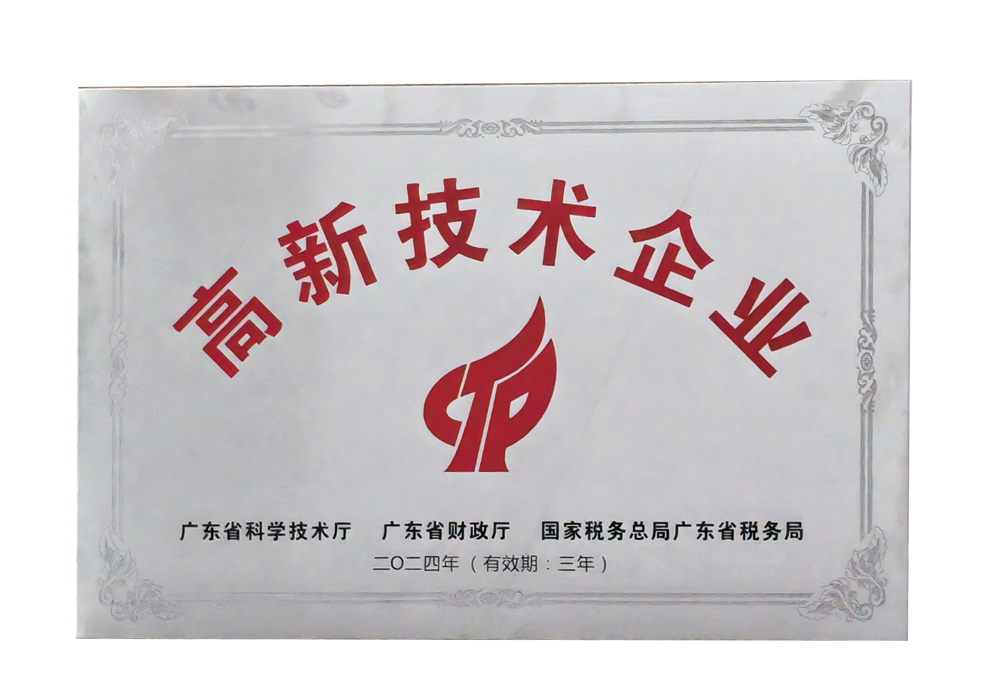 高新技术企业
广东省科学技术厅 广东省财政厅 国家税务总局广东省税务局
二〇二四年（有效期：三年）